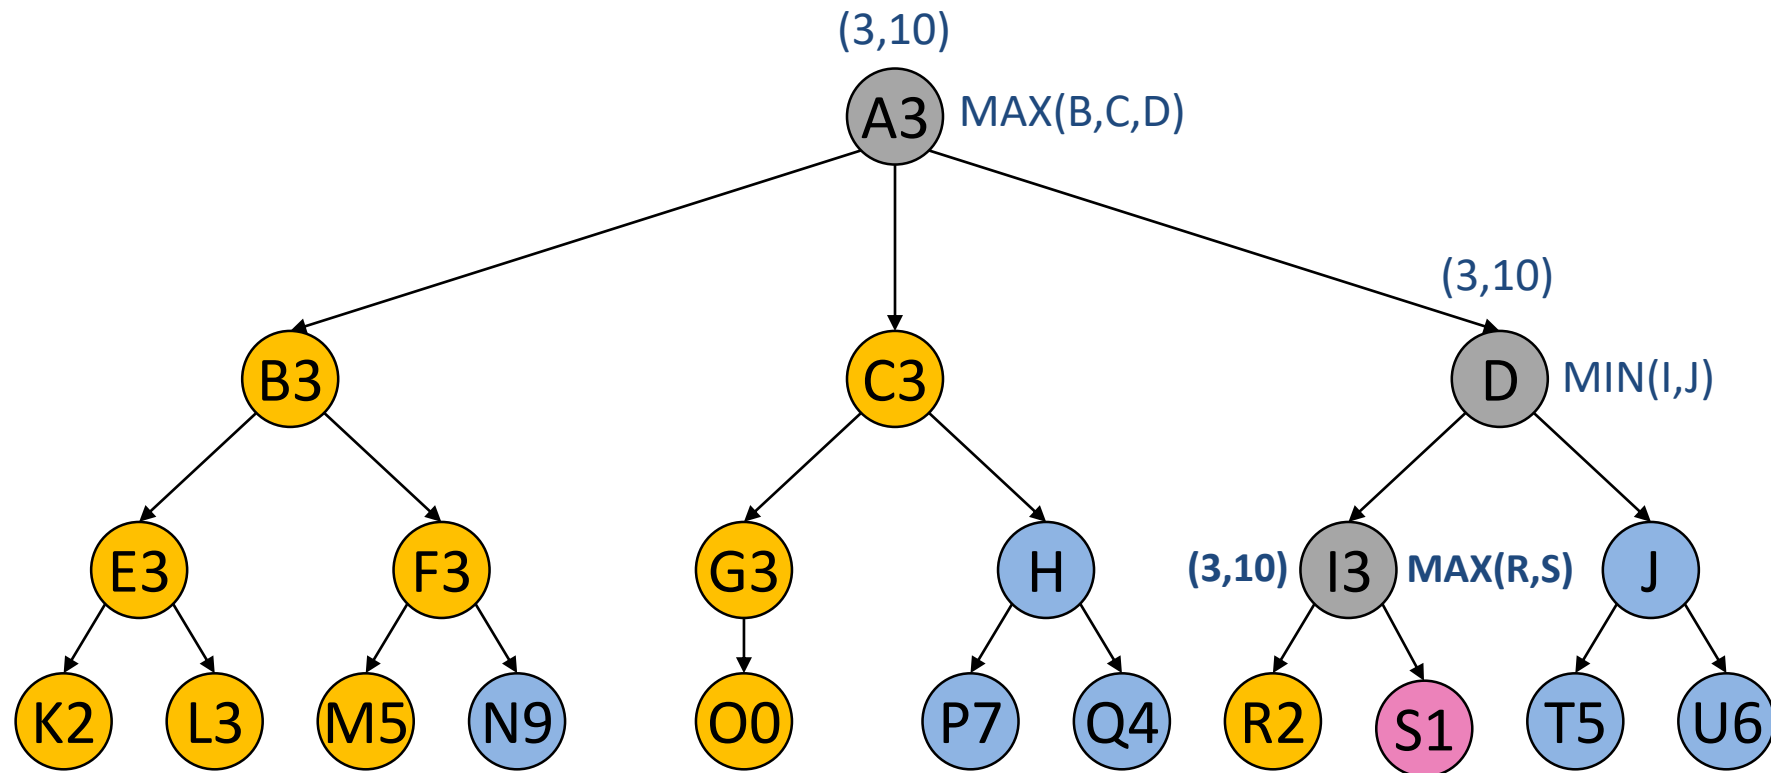 (3,10)
A3 MAX(B,C,D)
(3,10)
B3 C3 D MIN(I,J)
E3 F3 G3 H (3,10) I3 MAX(R,S) J
K2 L3 M5 N9 O0 P7 Q4 R2 S1 T5 U6